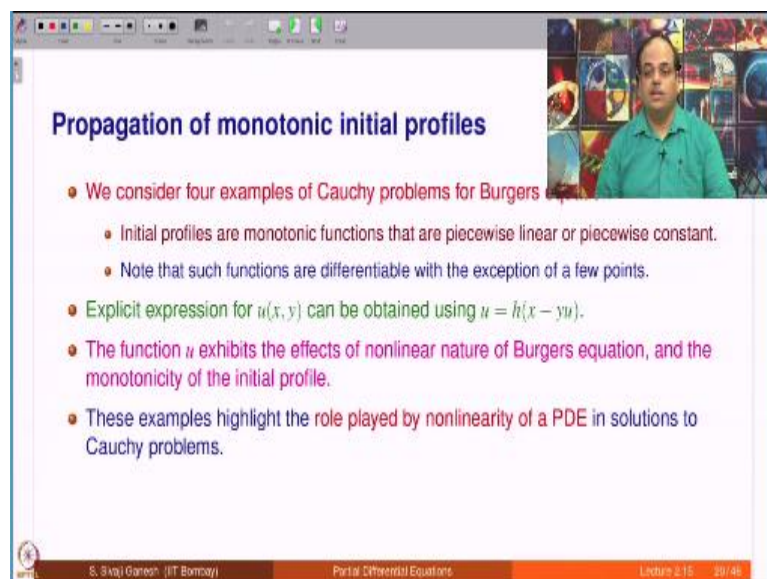 Propagation of monotonic initial profiles
We consider four examples of Cauchy problems for Burgers
Initial profiles are monotonic functions that are piecewise linear or piecewise constant.
Note that such functions are differentiable with the exception of a few points.
Explicit expression for u(x, y) can be obtained using u = h(x − yu).
The function u exhibits the effects of nonlinear nature of Burgers equation, and the
monotonicity of the initial profile.
These examples highlight the role played by nonlinearity of a PDE in solutions to
Cauchy problems.
S. Sivaji Ganesh (IIT Bombay) Partial Differential Equations Lecture 2.15 20/46